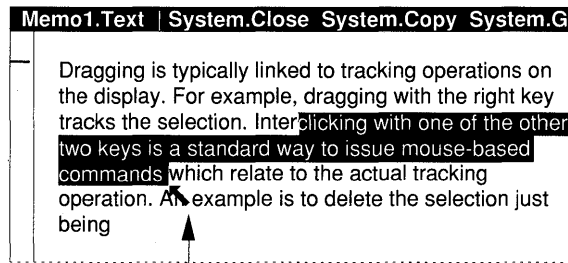 Memo1.Text | System.Close System.Copy System.G
Dragging is typically linked to tracking operations on
the display. For example, dragging with the right key
tracks the selection. Interclicking with one of the other
two keys is a standard way to issue mouse-based
commands which relate to the actual tracking
operation. An example is to delete the selection just
being